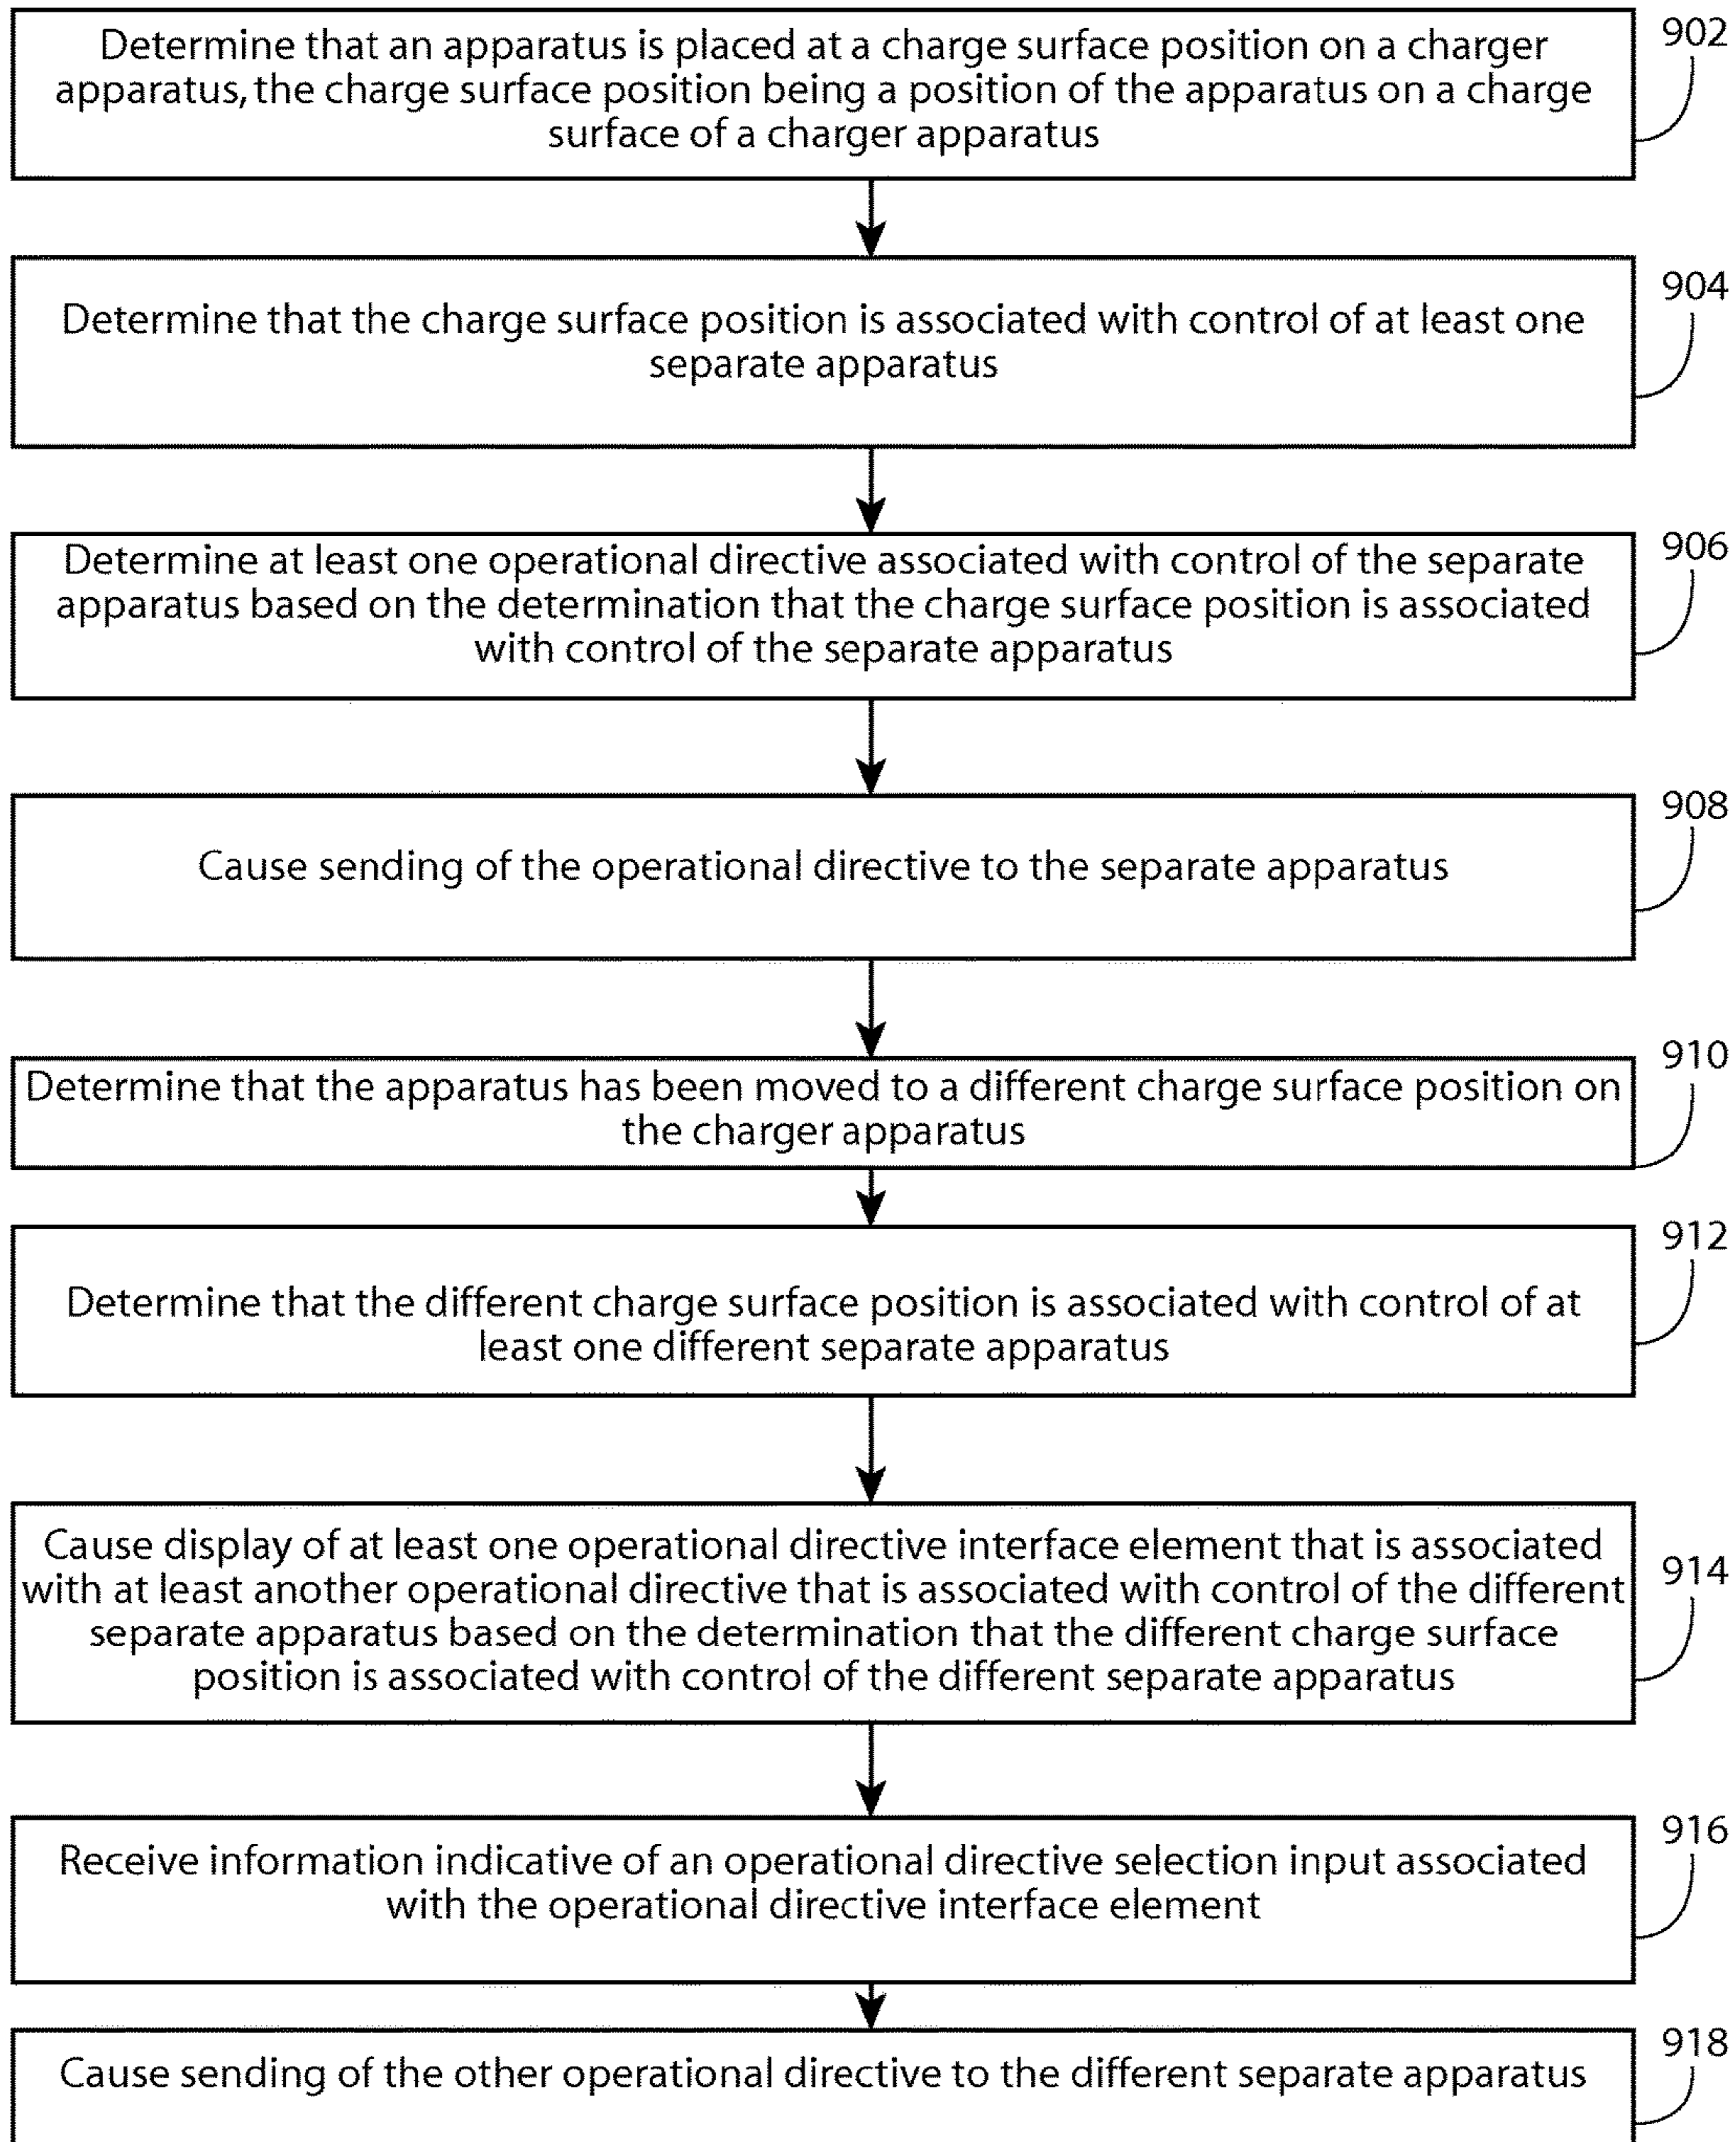 Determine that an apparatus is placed at a charge surface position on a charger
apparatus, the charge surface position being a position of the apparatus on a charge
surface of a charger apparatus
902
Determine that the charge surface position is associated with control of at least one
separate apparatus
904
Determine at least one operational directive associated with control of the separate
apparatus based on the determination that the charge surface position is associated
with control of the separate apparatus
906
Cause sending of the operational directive to the separate apparatus
908
Determine that the apparatus has been moved to a different charge surface position on
the charger apparatus
910
Determine that the different charge surface position is associated with control of at
least one different separate apparatus
912
Cause display of at least one operational directive interface element that is associated
with at least another operational directive that is associated with control of the different
separate apparatus based on the determination that the different charge surface
position is associated with control of the different separate apparatus
914
Receive information indicative of an operational directive selection input associated
with the operational directive interface element
916
Cause sending of the other operational directive to the different separate apparatus
918